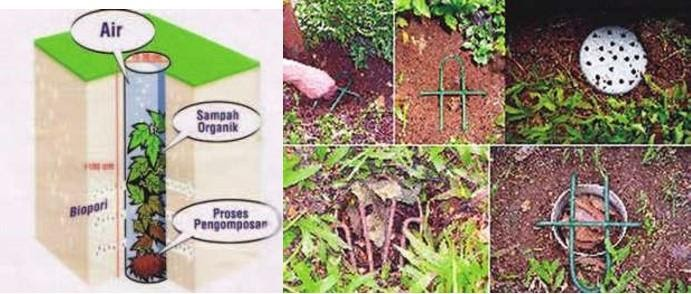 Air
Sampah
Organik
Biopori
Proses
Pengomposan